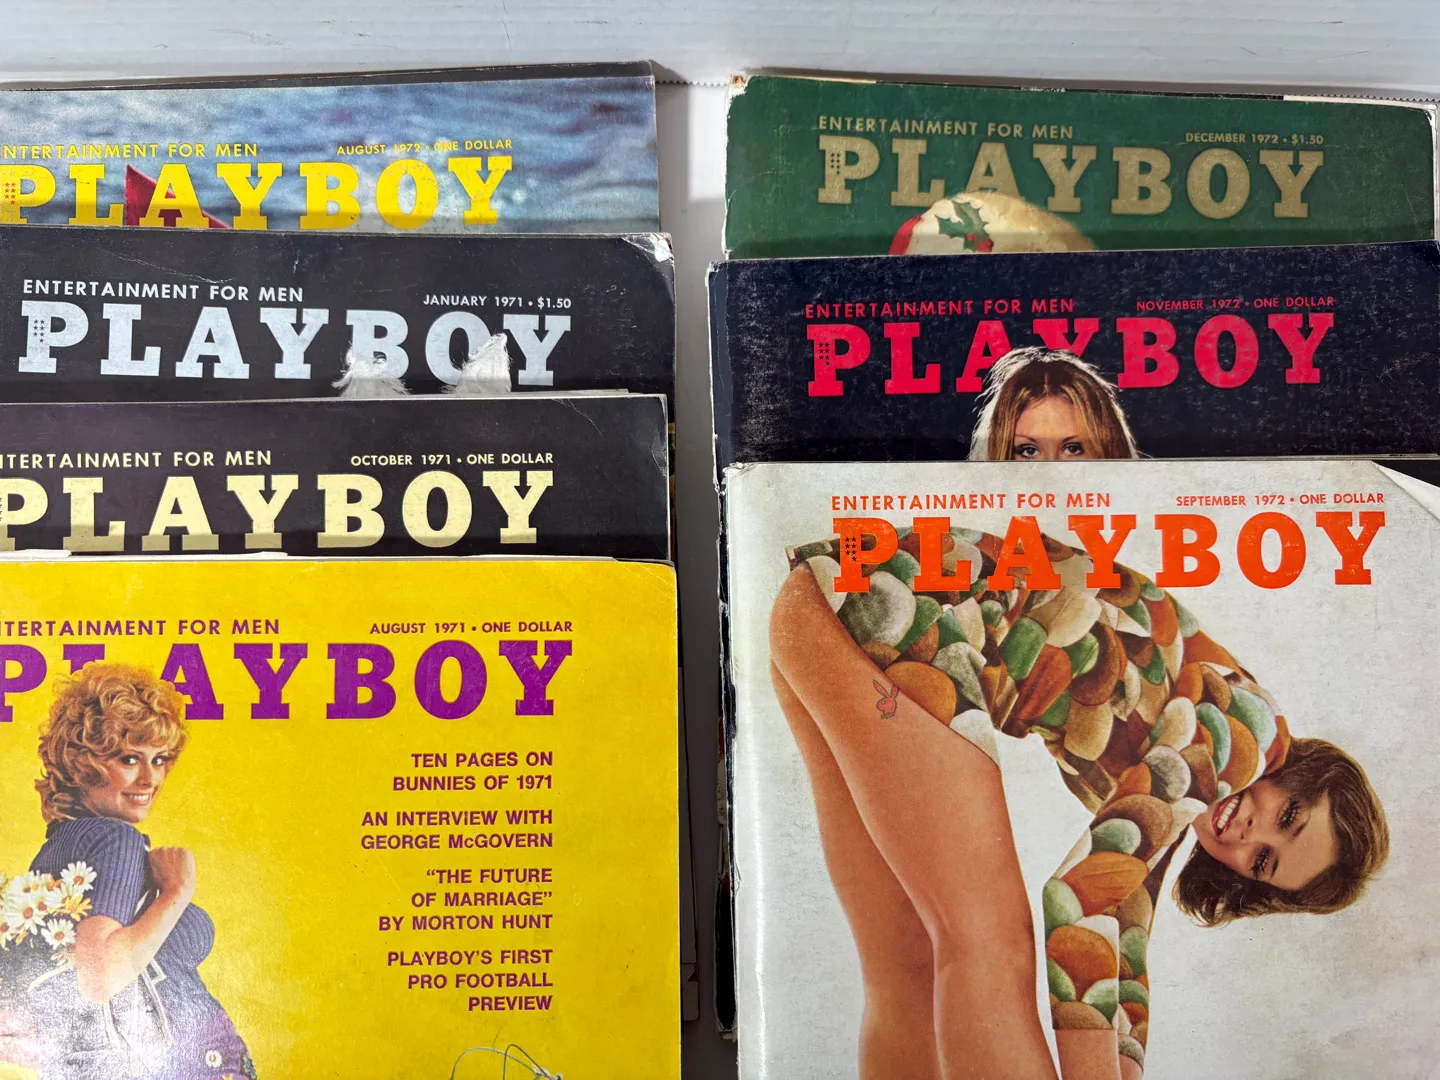 ENTERTAINMENT FOR MEN
AUGUST 1972 • ONE DOLLAR
PLAYBOY
ENTERTAINMENT FOR MEN
JANUARY 1971 • $1.50
PLAYBOY
NTERTAINMENT FOR MEN
OCTOBER 1971 • ONE DOLLAR
PLAYBOY
NTERTAINMENT FOR MEN
AUGUST 1971 • ONE DOLLAR
PLAYBOY
TEN PAGES ON
BUNNIES OF 1971
AN INTERVIEW WITH
GEORGE McGOVERN
“THE FUTURE
OF MARRIAGE”
BY MORTON HUNT
PLAYBOY'S FIRST
PRO FOOTBALL
PREVIEW
ENTERTAINMENT FOR MEN
DECEMBER 1972 • $1.50
PLAYBOY
ENTERTAINMENT FOR MEN
NOVEMBER 1972 • ONE DOLLAR
PLAYBOY
ENTERTAINMENT FOR MEN
SEPTEMBER 1972 • ONE DOLLAR
PLAYBOY